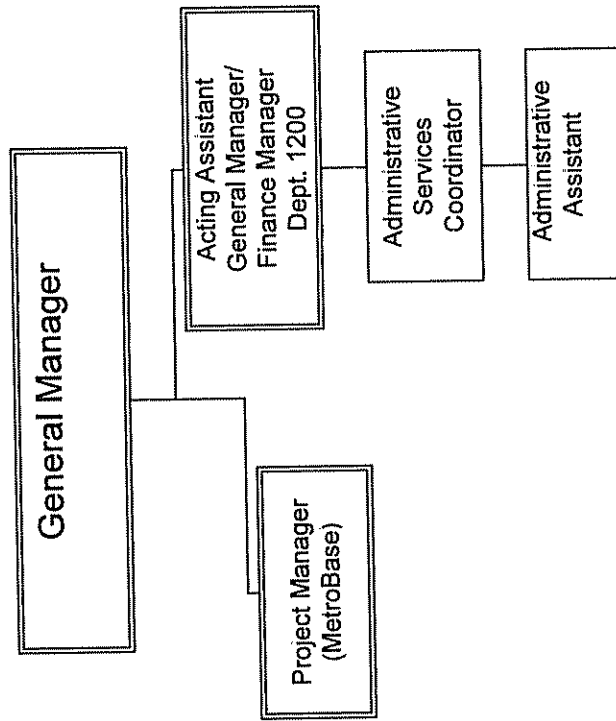 General Manager
Project Manager
(MetroBase)
Acting Assistant
General Manager/
Finance Manager
Dept. 1200
Administrative
Services
Coordinator
Administrative
Assistant